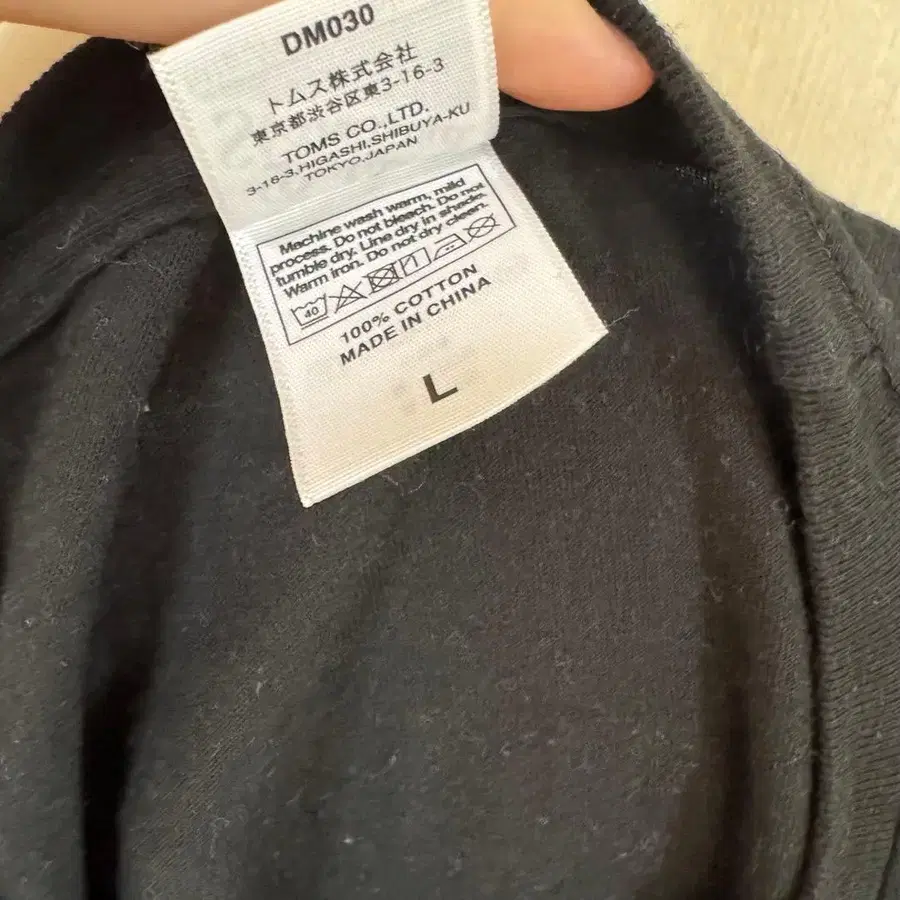 DM030
トムス株式会社
東京都渋谷区東3-16-3
TOMS CO.,LTD.
3-16-3,HIGASHI,SHIBUYA-KU
TOKYO,JAPAN
Machine wash warm, mild
process. Do not bleach. Do not
tumble dry. Line dry in shade.
Warm iron. Do not dry clean.
40
100% COTTON
MADE IN CHINA
L